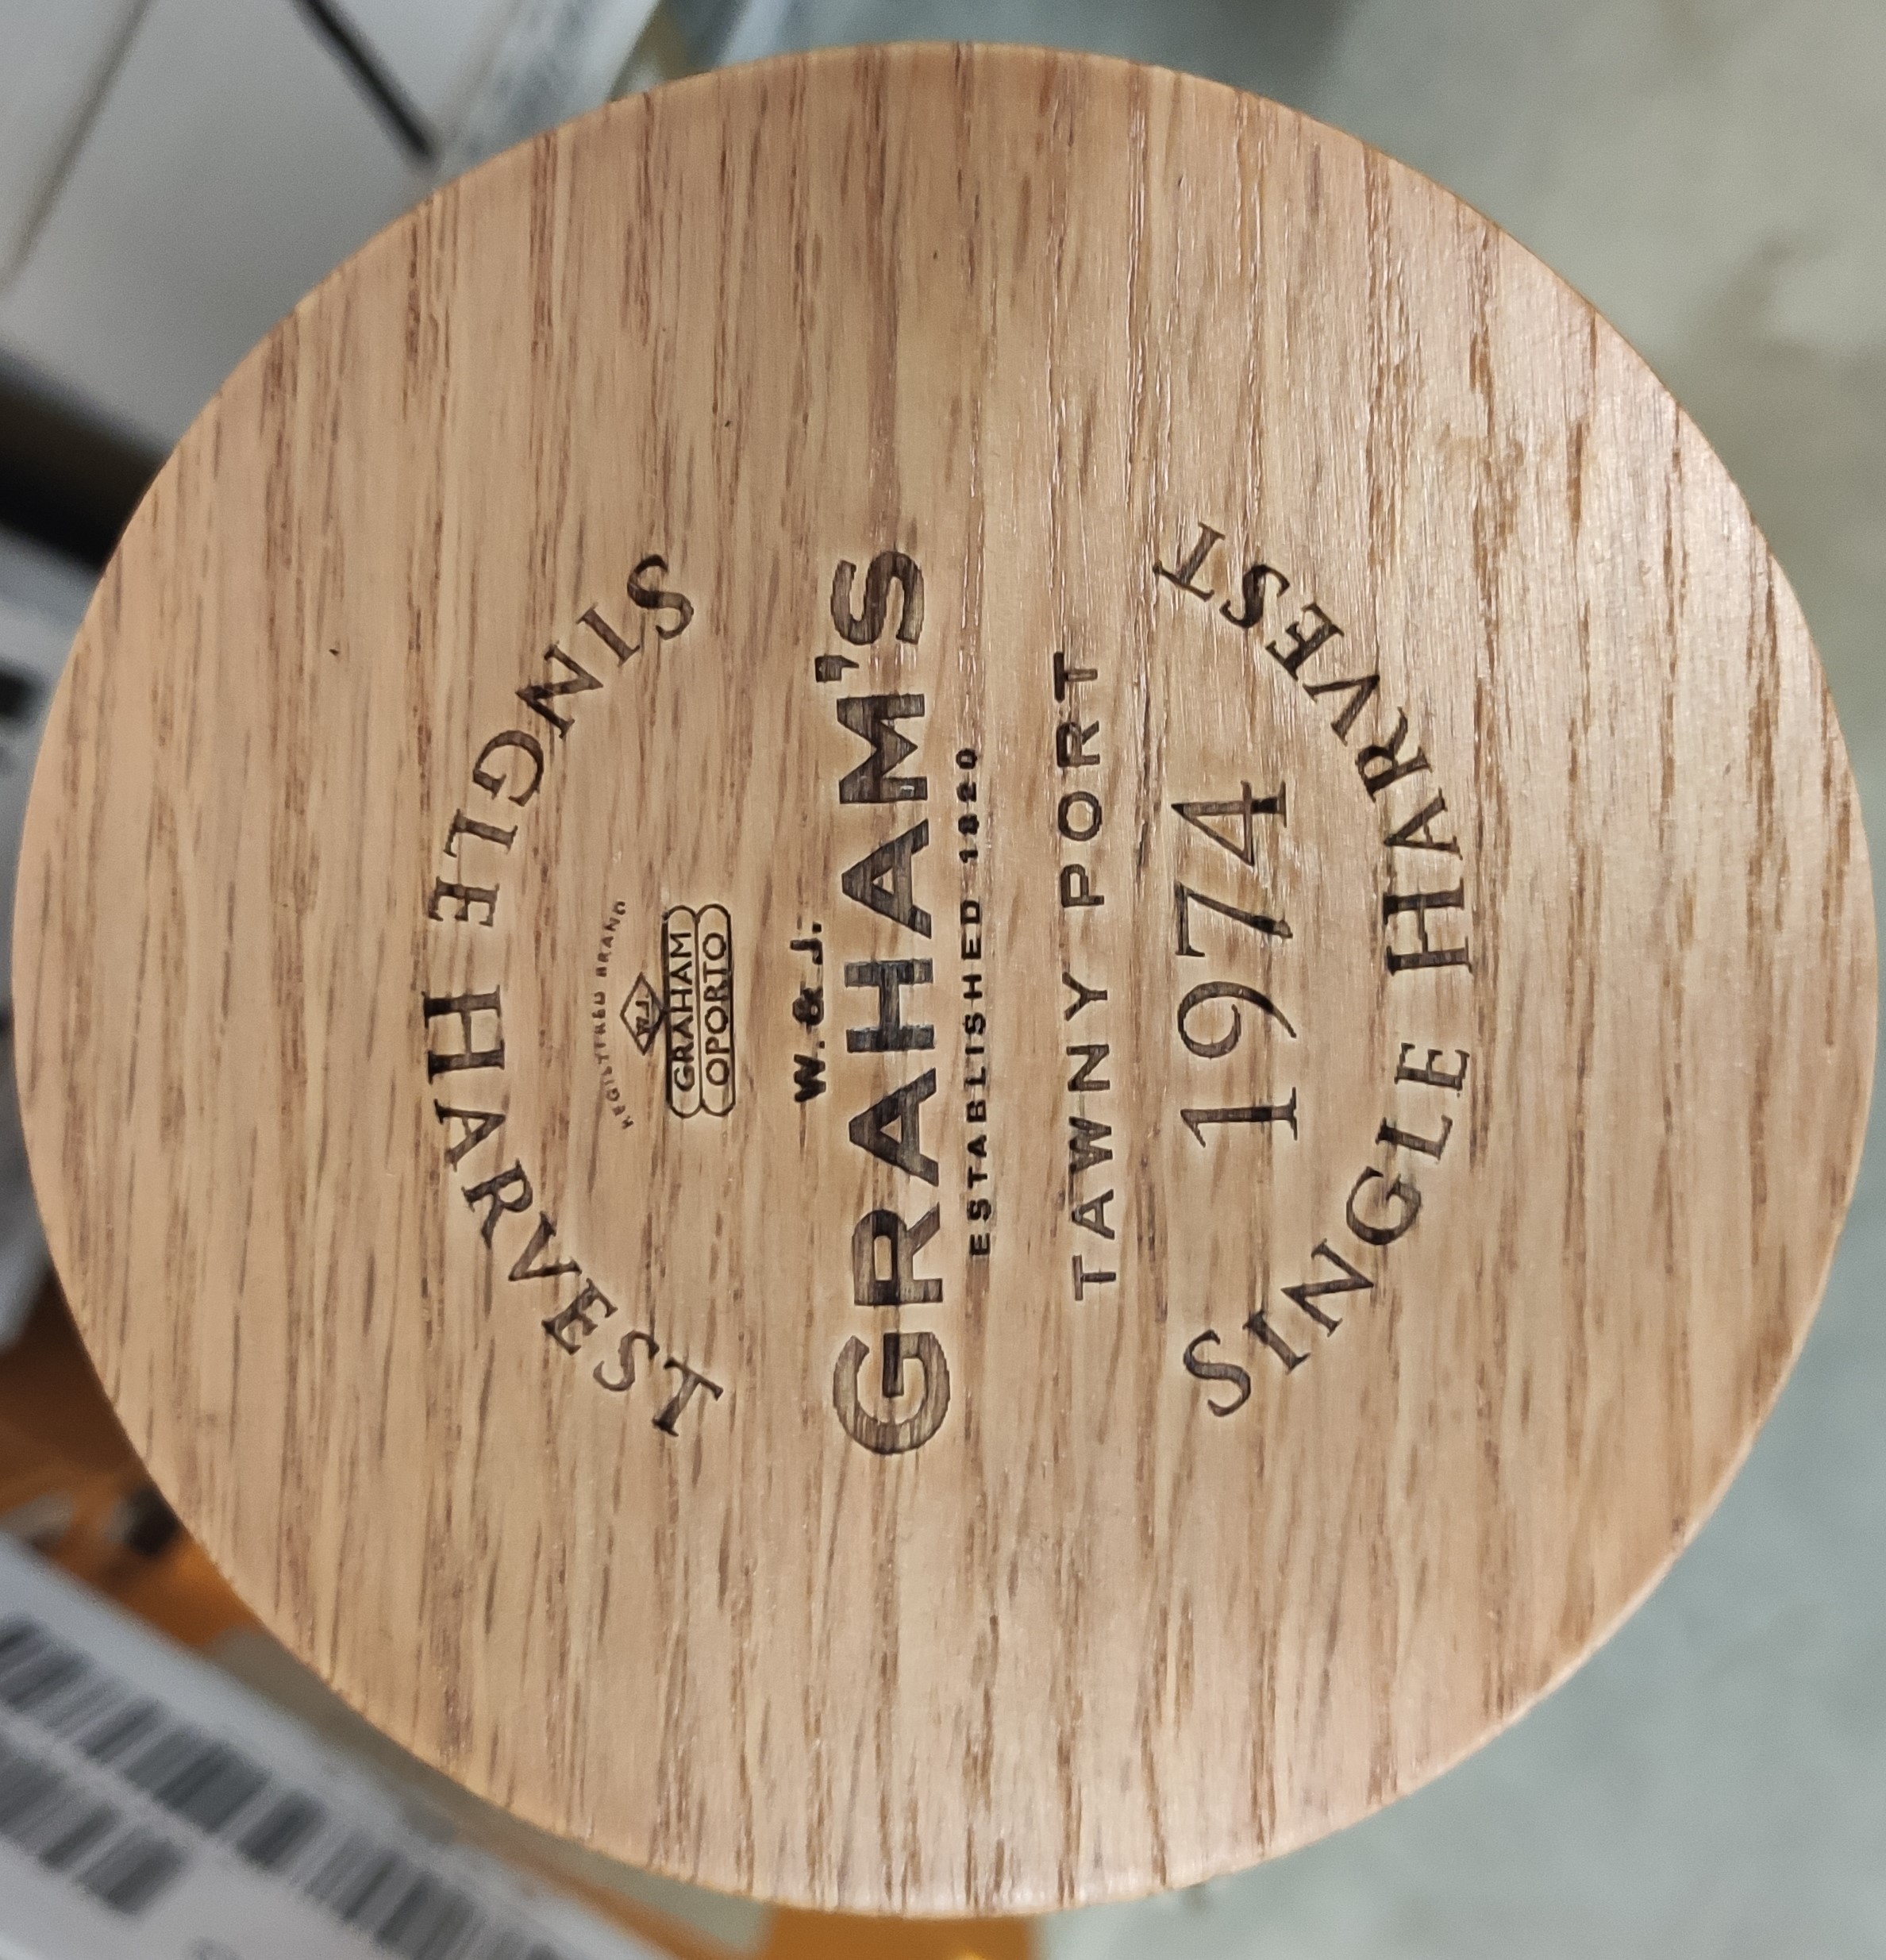 SINGLE HARVEST
REGISTERED BRAND
W.J.
GRAHAM
OPORTO
W. & J.
GRAHAM'S
ESTABLISHED 1820
TAWNY PORT
1974
SINGLE HARVEST